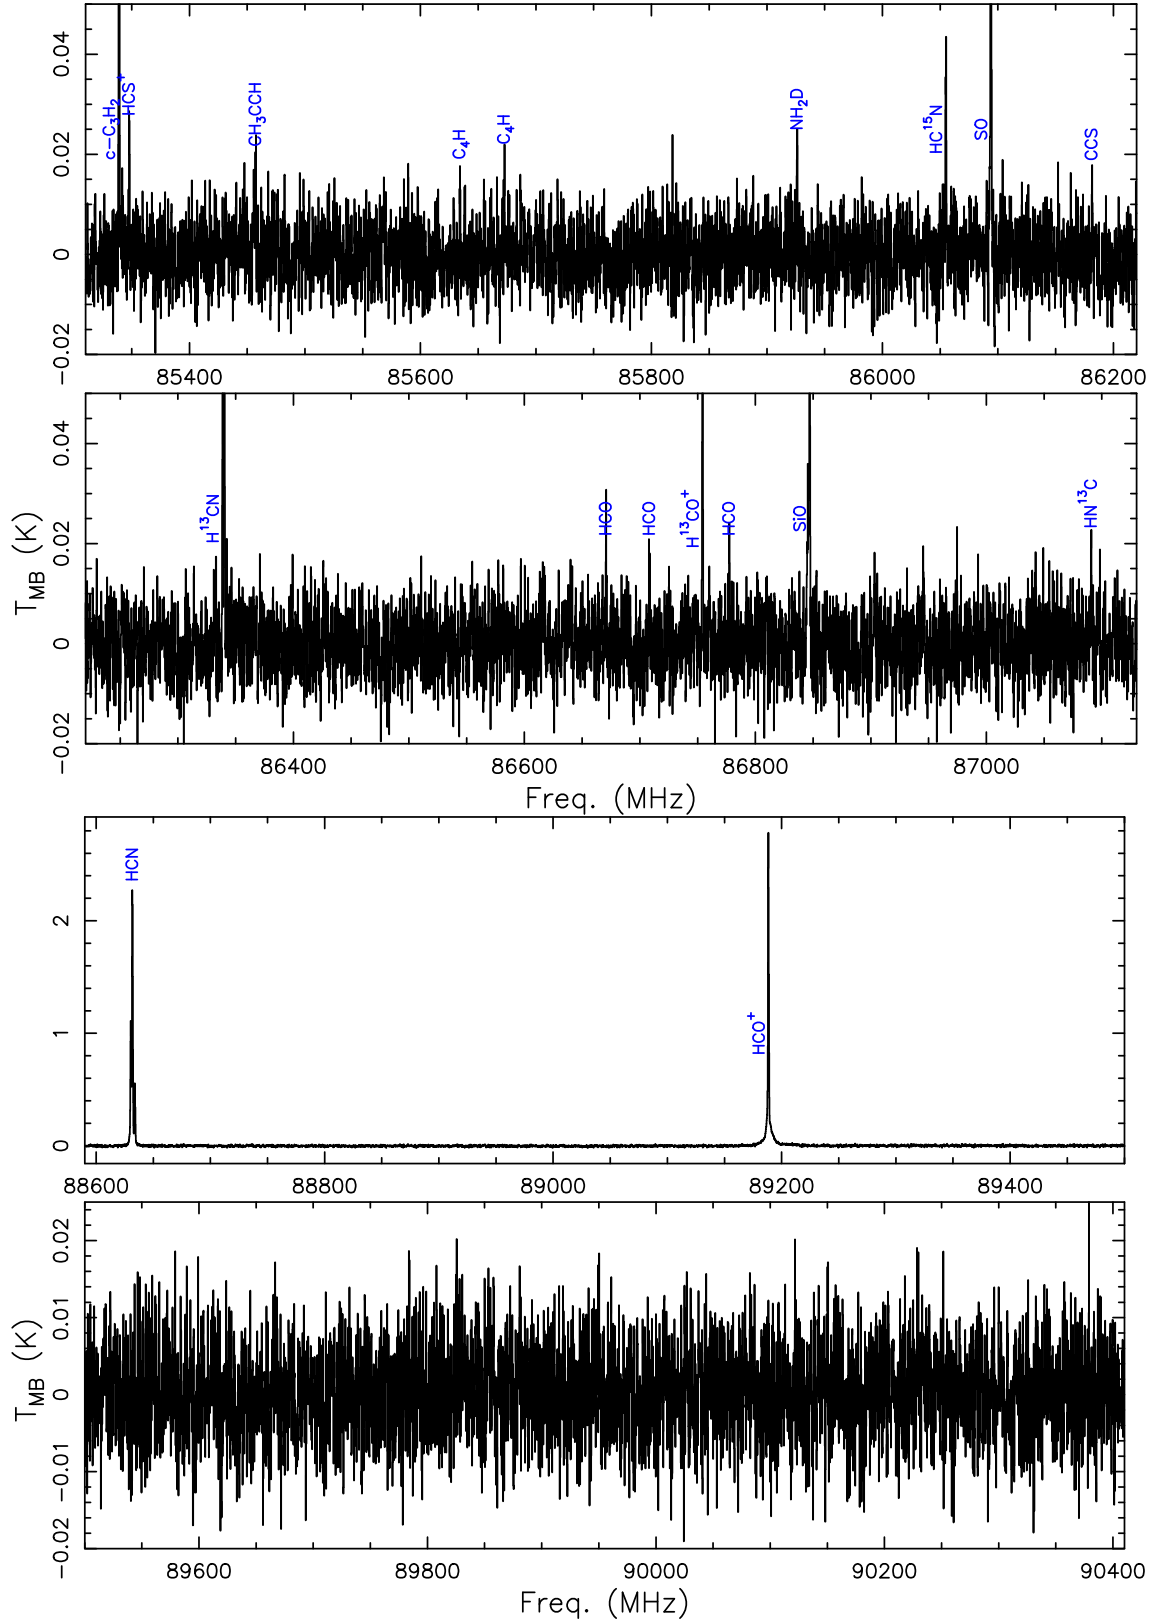 0.04
0.02
0
−0.02
c−C₃H₂
HCS⁺
CH₃CCH
C₄H
C₄H
NH₂D
HC¹⁵N
SO
CCS
85400 85600 85800 86000 86200
0.04
0.02
0
−0.02
T_MB (K)
H¹³CN
HCO
HCO
H¹³CO⁺
HCO
SiO
HN¹³C
86400 86600 86800 87000
Freq. (MHz)
2
1
0
HCN
HCO⁺
88600 88800 89000 89200 89400
0.02
0.01
0
−0.01
−0.02
T_MB (K)
89600 89800 90000 90200 90400
Freq. (MHz)